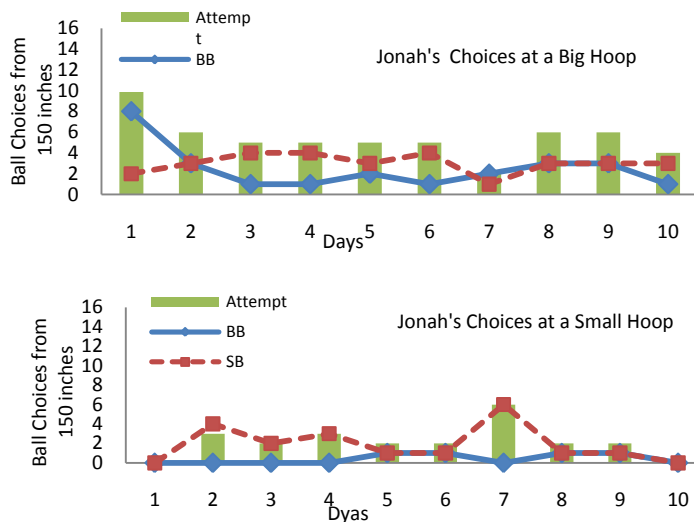 16
14
12
10
8
6
4
2
0
Ball Choices from
150 inches
Attemp
t
BB
Jonah's Choices at a Big Hoop
1 2 3 4 5 6 7 8 9 10
Days
16
14
12
10
8
6
4
2
0
Ball Choices from
150 inches
Attempt
BB
SB
Jonah's Choices at a Small Hoop
1 2 3 4 5 6 7 8 9 10
Dyas